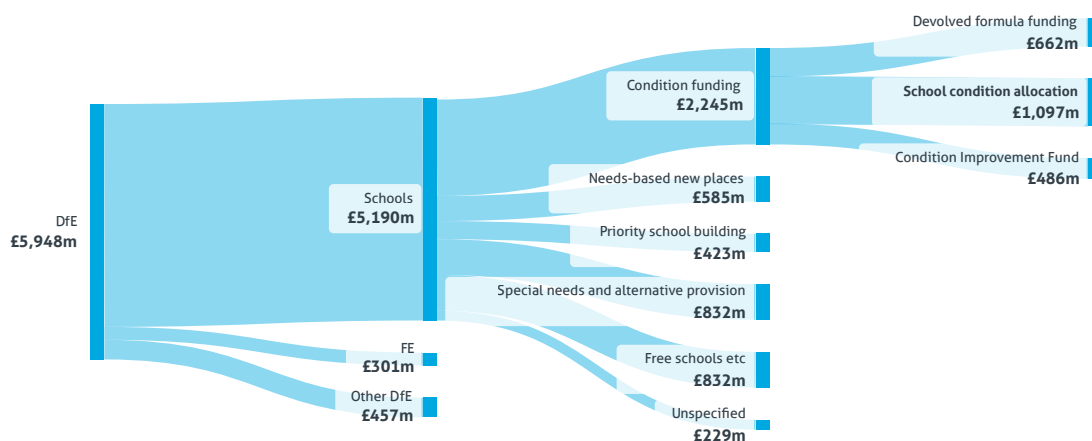 DfE
£5,948m
Schools
£5,190m
FE
£301m
Other DfE
£457m
Condition funding
£2,245m
Needs-based new places
£585m
Priority school building
£423m
Special needs and alternative provision
£832m
Free schools etc
£832m
Unspecified
£229m
Devolved formula funding
£662m
School condition allocation
£1,097m
Condition Improvement Fund
£486m